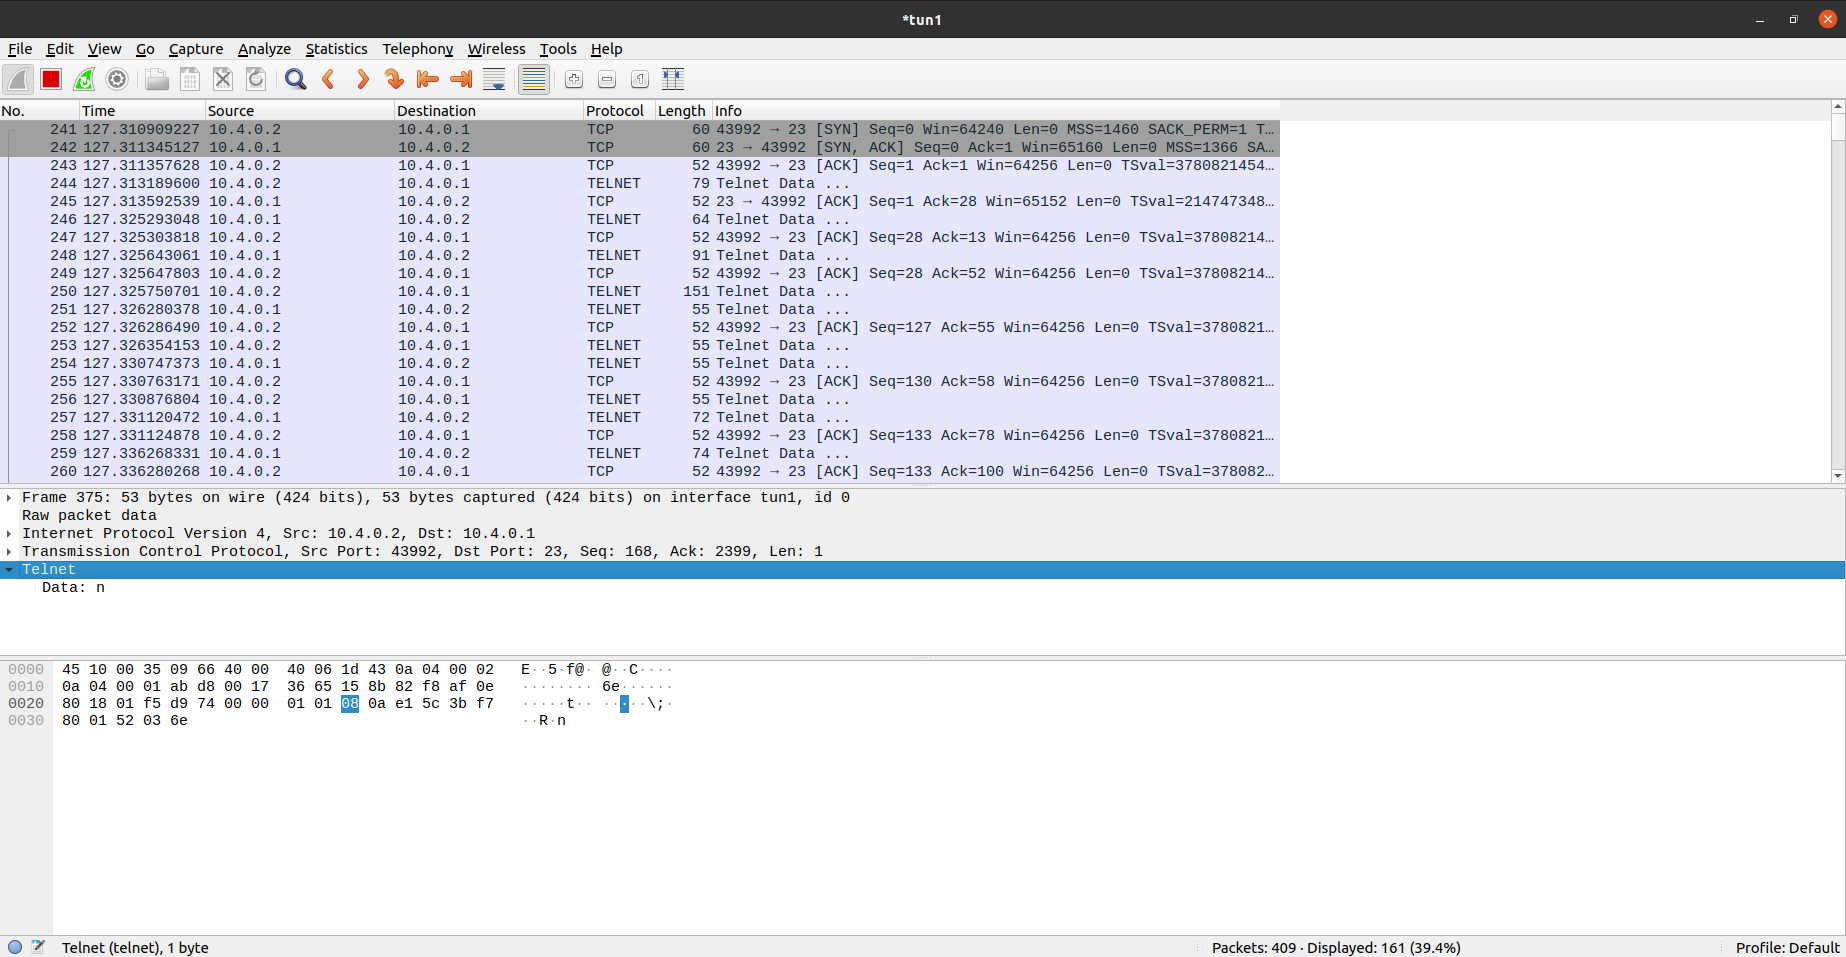 *tun1
File Edit View Go Capture Analyze Statistics Telephony Wireless Tools Help
No. Time Source Destination Protocol Length Info
241 127.310909227 10.4.0.2 10.4.0.1 TCP 60 43992 → 23 [SYN] Seq=0 Win=64240 Len=0 MSS=1460 SACK_PERM=1 T…
242 127.311345127 10.4.0.1 10.4.0.2 TCP 60 23 → 43992 [SYN, ACK] Seq=0 Ack=1 Win=65160 Len=0 MSS=1366 SA…
243 127.311357628 10.4.0.2 10.4.0.1 TCP 52 43992 → 23 [ACK] Seq=1 Ack=1 Win=64256 Len=0 TSval=3780821454…
244 127.313189600 10.4.0.2 10.4.0.1 TELNET 79 Telnet Data ...
245 127.313592539 10.4.0.1 10.4.0.2 TCP 52 23 → 43992 [ACK] Seq=1 Ack=28 Win=65152 Len=0 TSval=214747348…
246 127.325293048 10.4.0.1 10.4.0.2 TELNET 64 Telnet Data ...
247 127.325303818 10.4.0.2 10.4.0.1 TCP 52 43992 → 23 [ACK] Seq=28 Ack=13 Win=64256 Len=0 TSval=37808214…
248 127.325643061 10.4.0.1 10.4.0.2 TELNET 91 Telnet Data ...
249 127.325647803 10.4.0.2 10.4.0.1 TCP 52 43992 → 23 [ACK] Seq=28 Ack=52 Win=64256 Len=0 TSval=37808214…
250 127.325750701 10.4.0.2 10.4.0.1 TELNET 151 Telnet Data ...
251 127.326280378 10.4.0.1 10.4.0.2 TELNET 55 Telnet Data ...
252 127.326286490 10.4.0.2 10.4.0.1 TCP 52 43992 → 23 [ACK] Seq=127 Ack=55 Win=64256 Len=0 TSval=3780821…
253 127.326354153 10.4.0.2 10.4.0.1 TELNET 55 Telnet Data ...
254 127.330747373 10.4.0.1 10.4.0.2 TELNET 55 Telnet Data ...
255 127.330763171 10.4.0.2 10.4.0.1 TCP 52 43992 → 23 [ACK] Seq=130 Ack=58 Win=64256 Len=0 TSval=3780821…
256 127.330876804 10.4.0.2 10.4.0.1 TELNET 55 Telnet Data ...
257 127.331120472 10.4.0.1 10.4.0.2 TELNET 72 Telnet Data ...
258 127.331124878 10.4.0.2 10.4.0.1 TCP 52 43992 → 23 [ACK] Seq=133 Ack=78 Win=64256 Len=0 TSval=3780821…
259 127.336268331 10.4.0.1 10.4.0.2 TELNET 74 Telnet Data ...
260 127.336280268 10.4.0.2 10.4.0.1 TCP 52 43992 → 23 [ACK] Seq=133 Ack=100 Win=64256 Len=0 TSval=378082…
Frame 375: 53 bytes on wire (424 bits), 53 bytes captured (424 bits) on interface tun1, id 0
Raw packet data
Internet Protocol Version 4, Src: 10.4.0.2, Dst: 10.4.0.1
Transmission Control Protocol, Src Port: 43992, Dst Port: 23, Seq: 168, Ack: 2399, Len: 1
Telnet
Data: n
0000 45 10 00 35 09 66 40 00 40 06 1d 43 0a 04 00 02 E··5·f@· @··C····
0010 0a 04 00 01 ab d8 00 17 36 65 15 8b 82 f8 af 0e ········ 6e······
0020 80 18 01 f5 d9 74 00 00 01 01 08 0a e1 5c 3b f7 ·····t·· ·····\;·
0030 80 01 52 03 6e ··R·n
Telnet (telnet), 1 byte Packets: 409 · Displayed: 161 (39.4%) Profile: Default